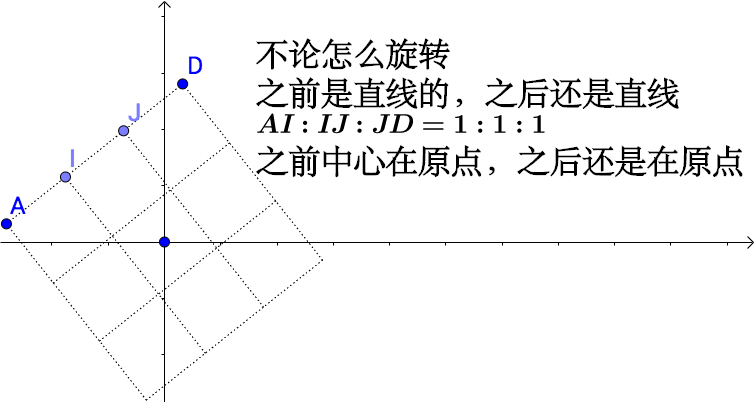 D
不论怎么旋转
之前是直线的，之后还是直线
J
AI : IJ : JD = 1 : 1 : 1
I
之前中心在原点，之后还是在原点
A